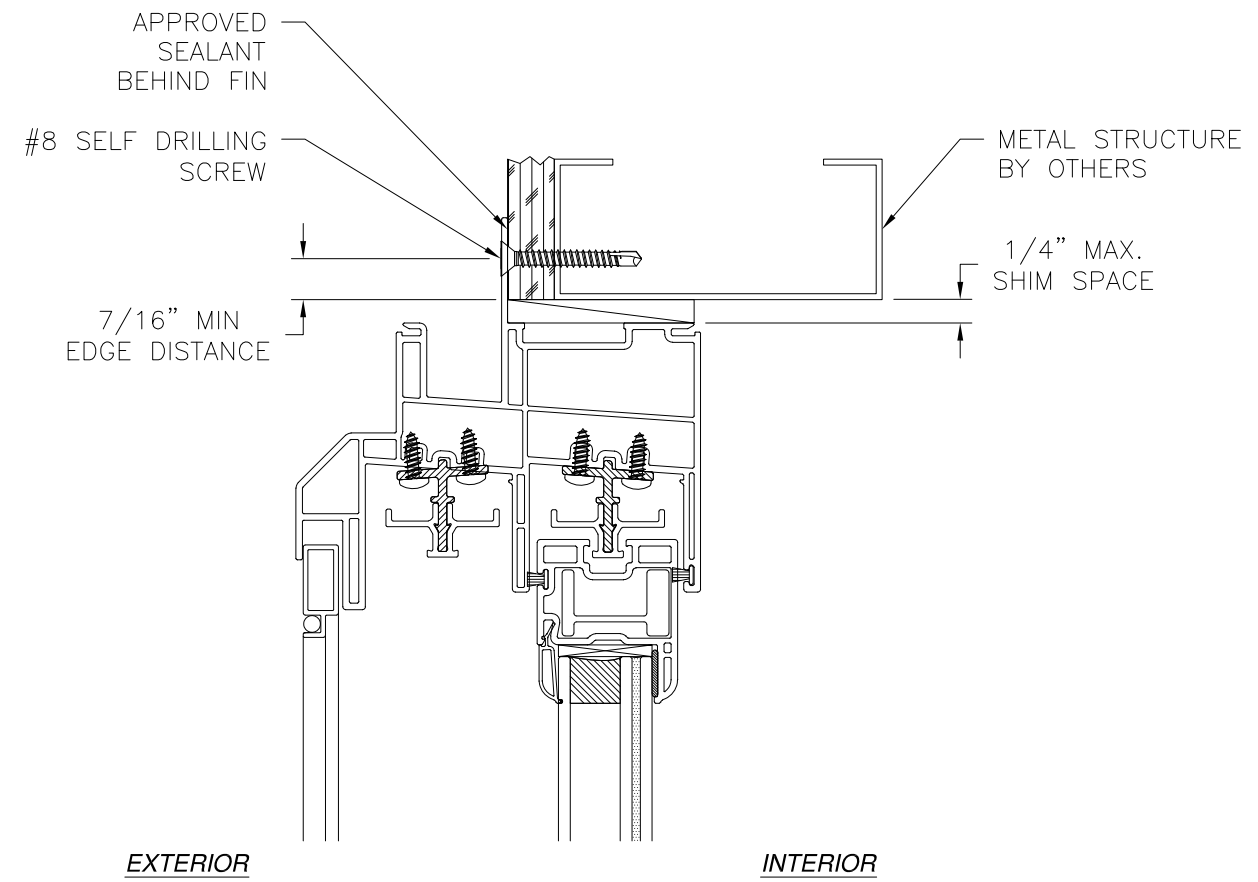 APPROVED
SEALANT
BEHIND FIN
#8 SELF DRILLING
SCREW
METAL STRUCTURE
BY OTHERS
1/4” MAX.
SHIM SPACE
7/16” MIN
EDGE DISTANCE
EXTERIOR
INTERIOR